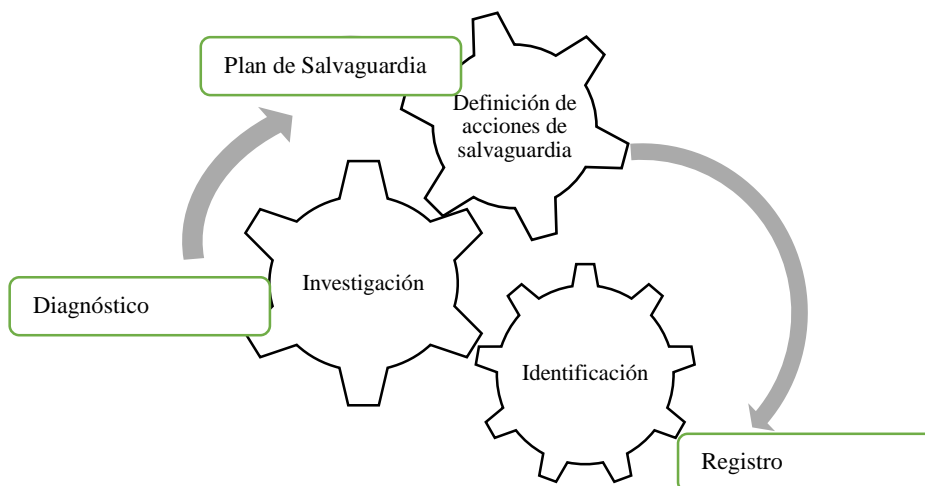 Plan de Salvaguardia
Definición de
acciones de
salvaguardia
Investigación
Diagnóstico
Identificación
Registro